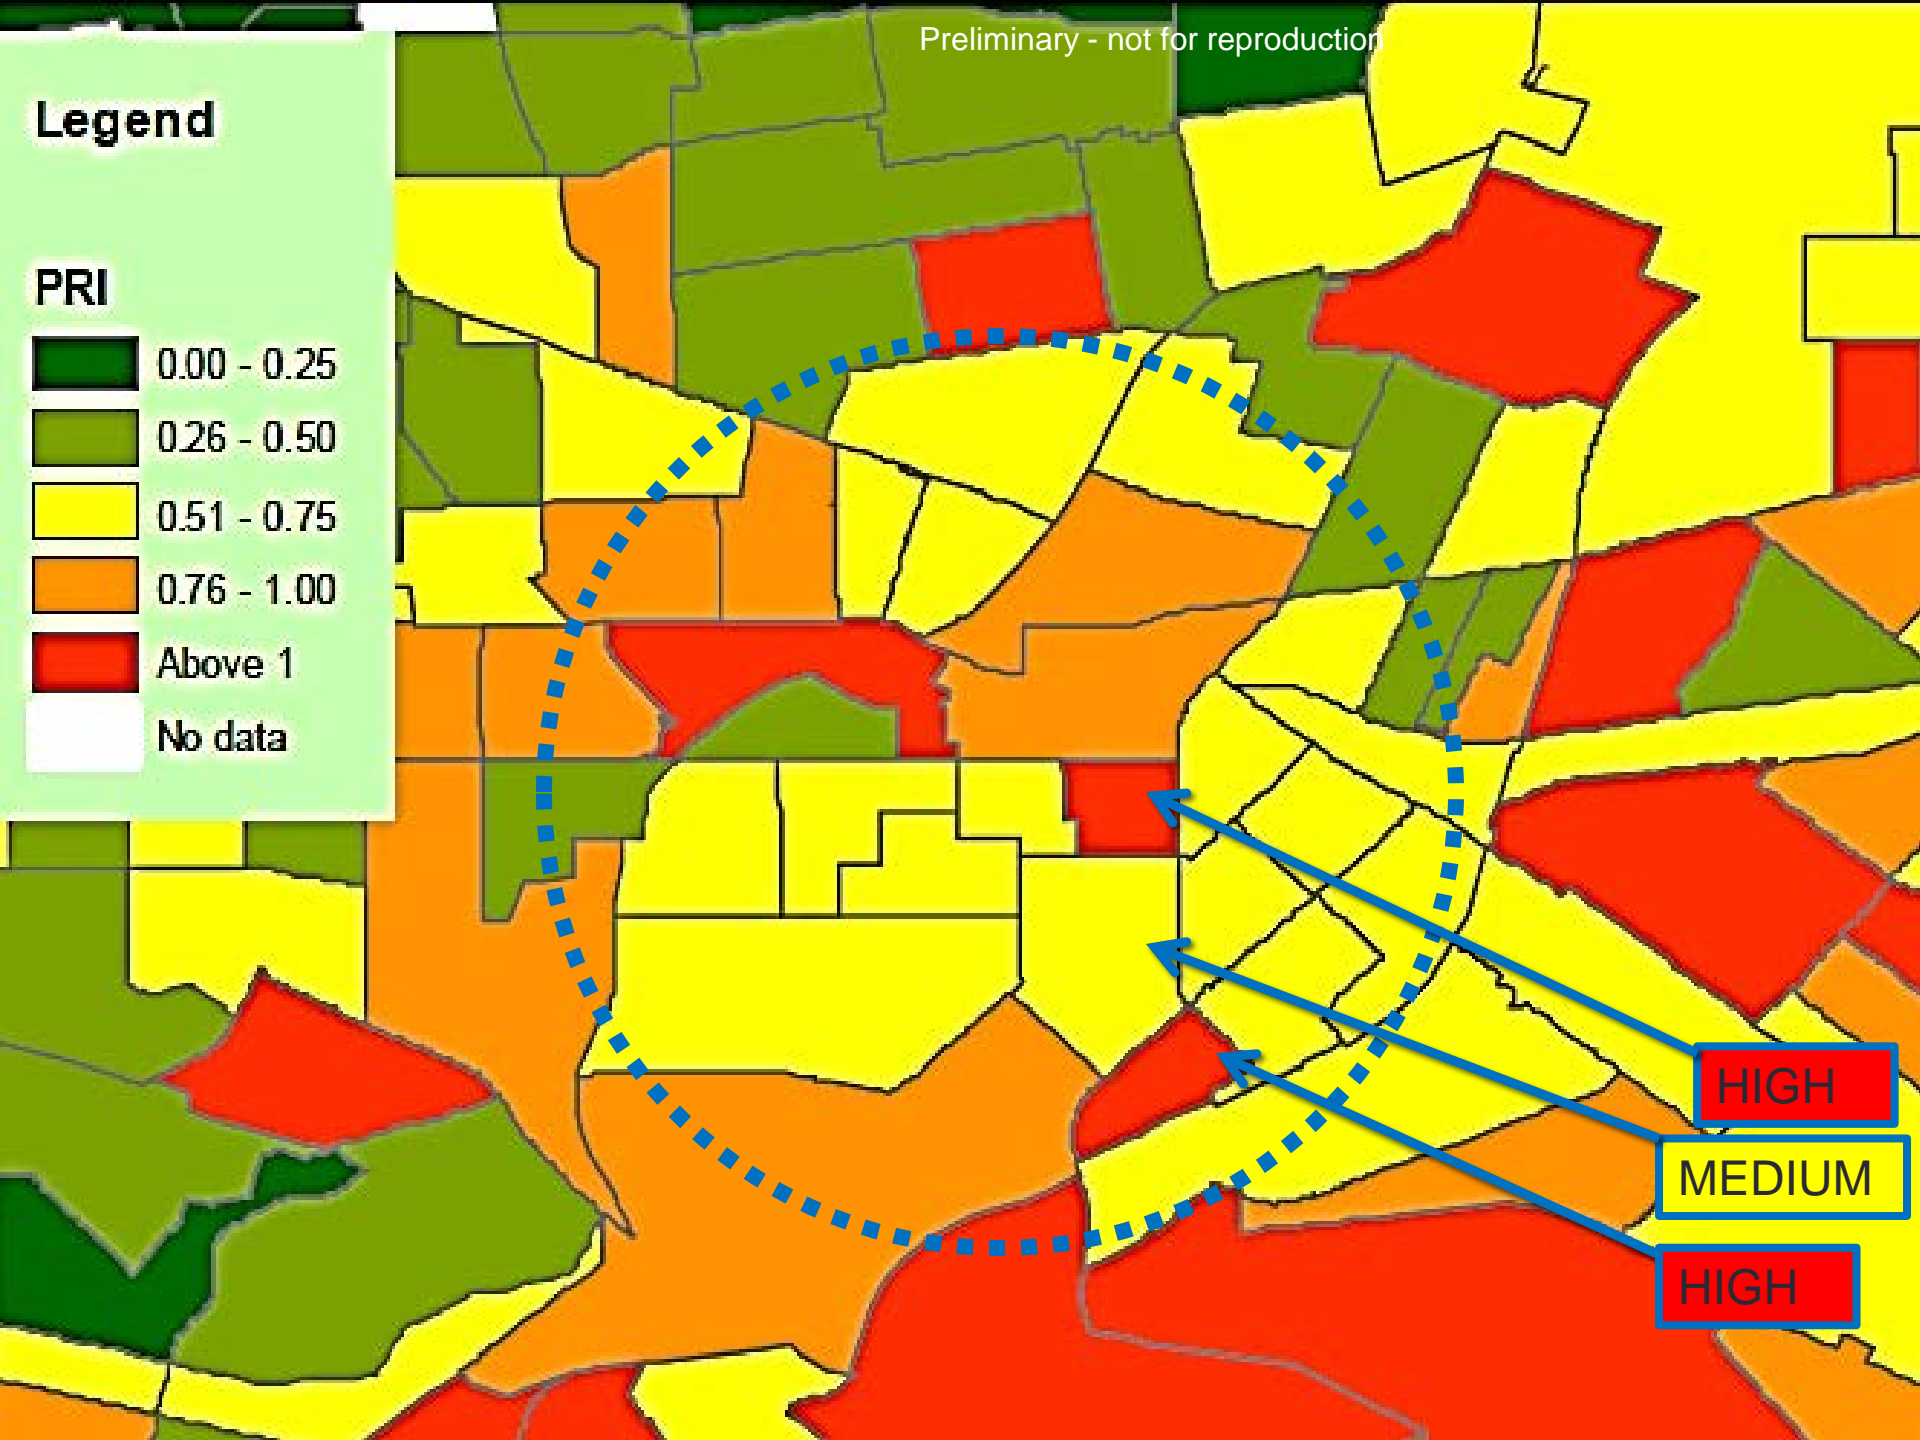 Preliminary - not for reproduction
Legend
PRI
0.00 - 0.25
0.26 - 0.50
0.51 - 0.75
0.76 - 1.00
Above 1
No data
HIGH
MEDIUM
HIGH